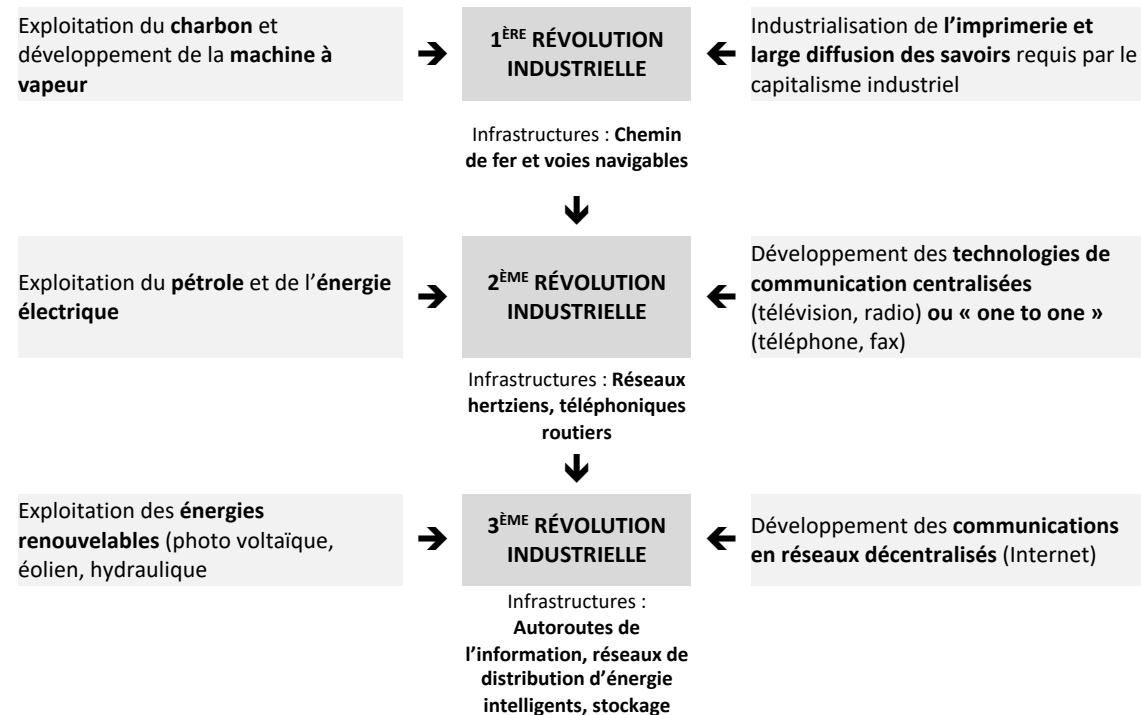 Exploitation du charbon et
développement de la machine à
vapeur
1ÈRE RÉVOLUTION
INDUSTRIELLE
Industrialisation de l’imprimerie et
large diffusion des savoirs requis par le
capitalisme industriel
Infrastructures : Chemin
de fer et voies navigables
Exploitation du pétrole et de l’énergie
électrique
2ÈME RÉVOLUTION
INDUSTRIELLE
Développement des technologies de
communication centralisées
(télévision, radio) ou « one to one »
(téléphone, fax)
Infrastructures : Réseaux
hertziens, téléphoniques
routiers
Exploitation des énergies
renouvelables (photo voltaïque,
éolien, hydraulique
3ÈME RÉVOLUTION
INDUSTRIELLE
Développement des communications
en réseaux décentralisés (Internet)
Infrastructures :
Autoroutes de
l’information, réseaux de
distribution d’énergie
intelligents, stockage